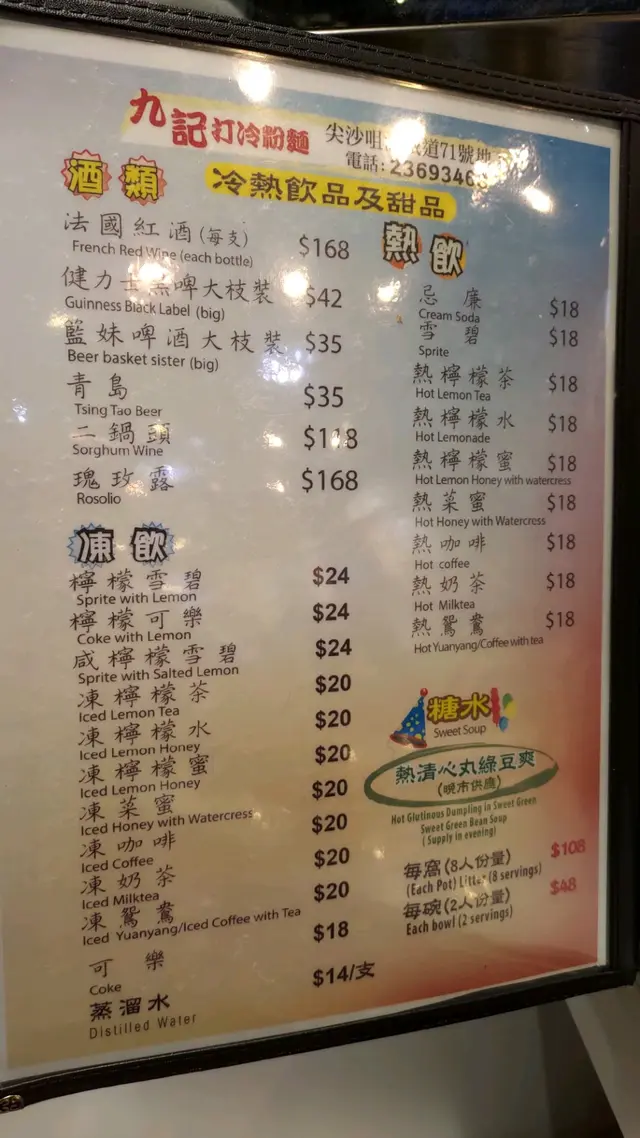 九記打冷粉麵
尖沙咀 道71號地
電話:2369346
冷熱飲品及甜品
酒類
法國紅酒(每支) $168
French Red Wine (each bottle)
健力士黑啤大枝裝 $42
Guinness Black Label (big)
籃妹啤酒大枝裝 $35
Beer basket sister (big)
青島 $35
Tsing Tao Beer
二鍋頭 $118
Sorghum Wine
瑰玫露 $168
Rosolio
凍飲
檸檬雪碧 $24
Sprite with Lemon
檸檬可樂 $24
Coke with Lemon
咸檸檬雪碧 $24
Sprite with Salted Lemon
凍檸檬茶 $20
Iced Lemon Tea
凍檸檬水 $20
Iced Lemon Honey
凍檸檬蜜 $20
Iced Lemon Honey
凍菜蜜 $20
Iced Honey with Watercress
凍咖啡 $20
Iced Coffee
凍奶茶 $20
Iced Milktea
凍鴛鴦 $20
Iced Yuanyang/Iced Coffee with Tea
可樂 $18
Coke
蒸溜水 $14/支
Distilled Water
熱飲
忌廉 $18
Cream Soda
雪碧 $18
Sprite
熱檸檬茶 $18
Hot Lemon Tea
熱檸檬水 $18
Hot Lemonade
熱檸檬蜜 $18
Hot Lemon Honey with watercress
熱菜蜜 $18
Hot Honey with Watercress
熱咖啡 $18
Hot coffee
熱奶茶 $18
Hot Milktea
熱鴛鴦 $18
Hot Yuanyang/Coffee with tea
糖水
Sweet Soup
熱清心丸綠豆爽
(晚市供應)
Hot Glutinous Dumpling in Sweet Green
Sweet Green Bean Soup
(Supply in evening)
每窩(8人份量) $108
(Each Pot) (8 servings)
每碗(2人份量) $48
Each bowl (2 servings)